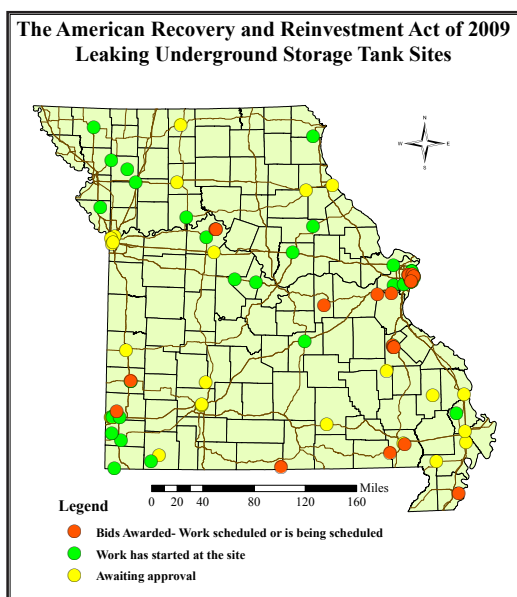 The American Recovery and Reinvestment Act of 2009
Leaking Underground Storage Tank Sites
N
W E
S
Miles
0 20 40 80 120 160
Legend
Bids Awarded- Work scheduled or is being scheduled
Work has started at the site
Awaiting approval